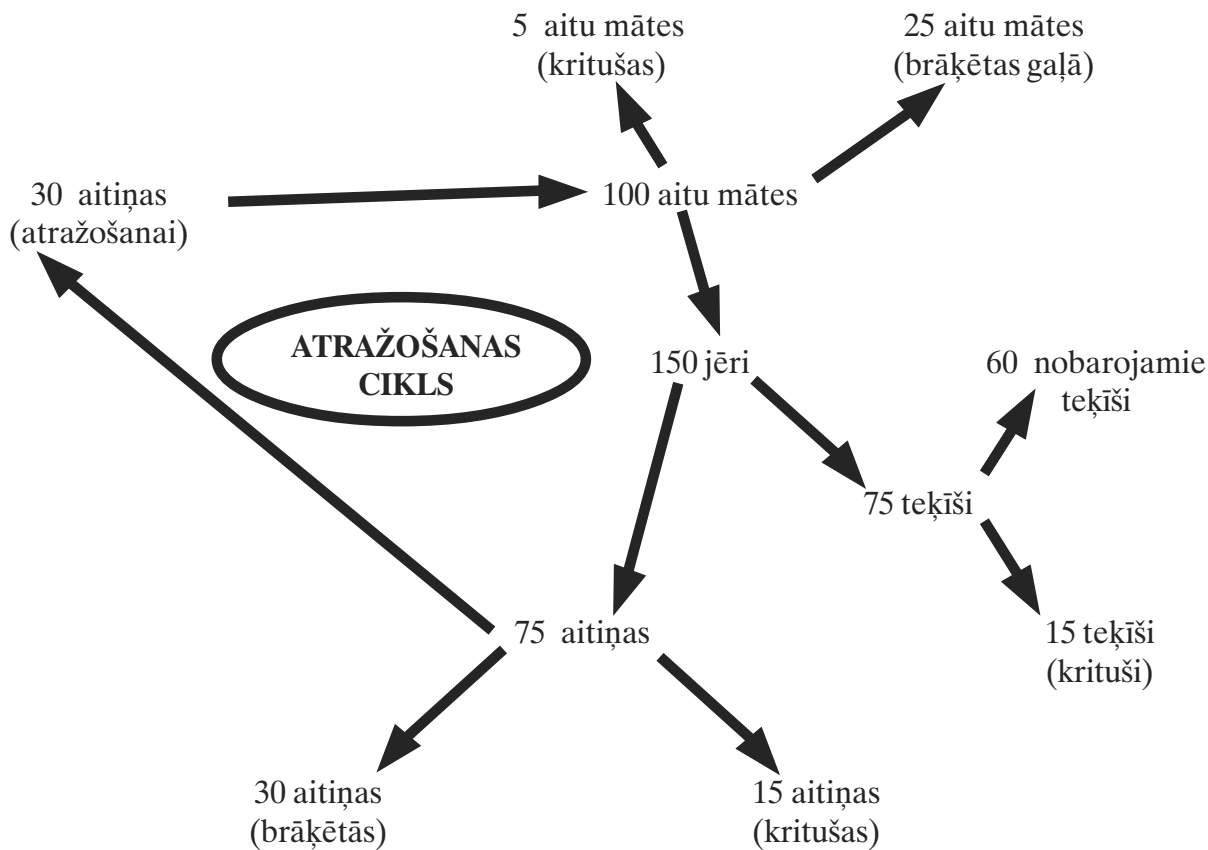 5 aitu mātes
(kritušas)
25 aitu mātes
(brāķētas gaļā)
30 aitiņas
(atražošanai)
100 aitu mātes
ATRAŽOŠANAS
CIKLS
150 jēri
60 nobarojamie
teķīši
75 teķīši
75 aitiņas
15 teķīši
(krituši)
30 aitiņas
(brāķētās)
15 aitiņas
(kritušas)